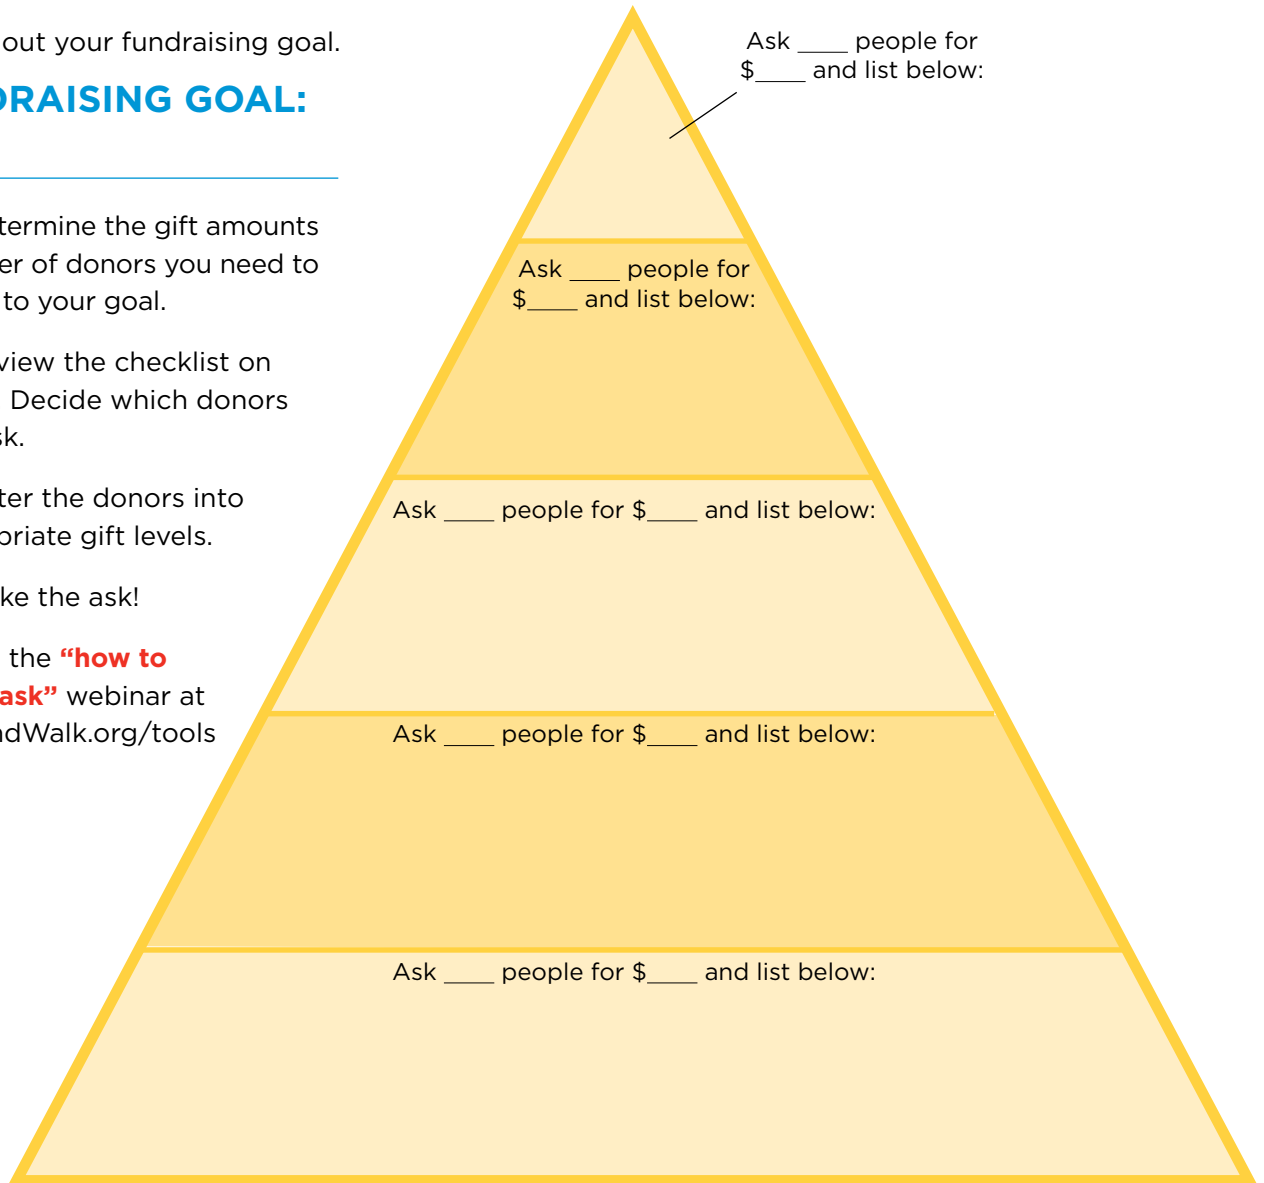 out your fundraising goal.
DRAISING GOAL:
termine the gift amounts
er of donors you need to
to your goal.
view the checklist on
Decide which donors
sk.
ter the donors into
priate gift levels.
ke the ask!
the “how to
ask” webinar at
ndWalk.org/tools
Ask ____ people for
$____ and list below:
Ask ____ people for
$____ and list below:
Ask ____ people for $____ and list below:
Ask ____ people for $____ and list below:
Ask ____ people for $____ and list below: